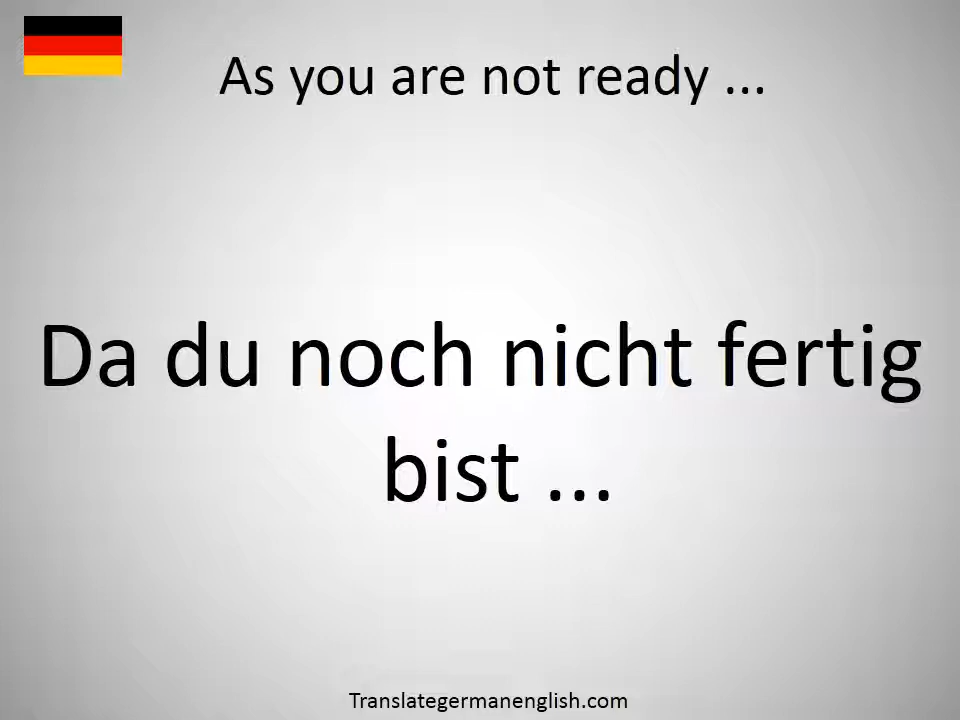 As you are not ready ...
Da du noch nicht fertig
bist ...
Translategermanenglish.com